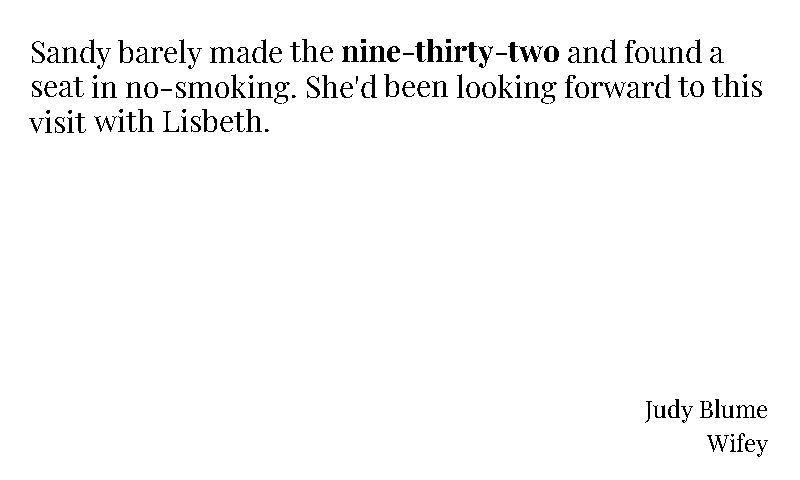 Sandy barely made the nine-thirty-two and found a
seat in no-smoking. She'd been looking forward to this
visit with Lisbeth.
Judy Blume
Wifey